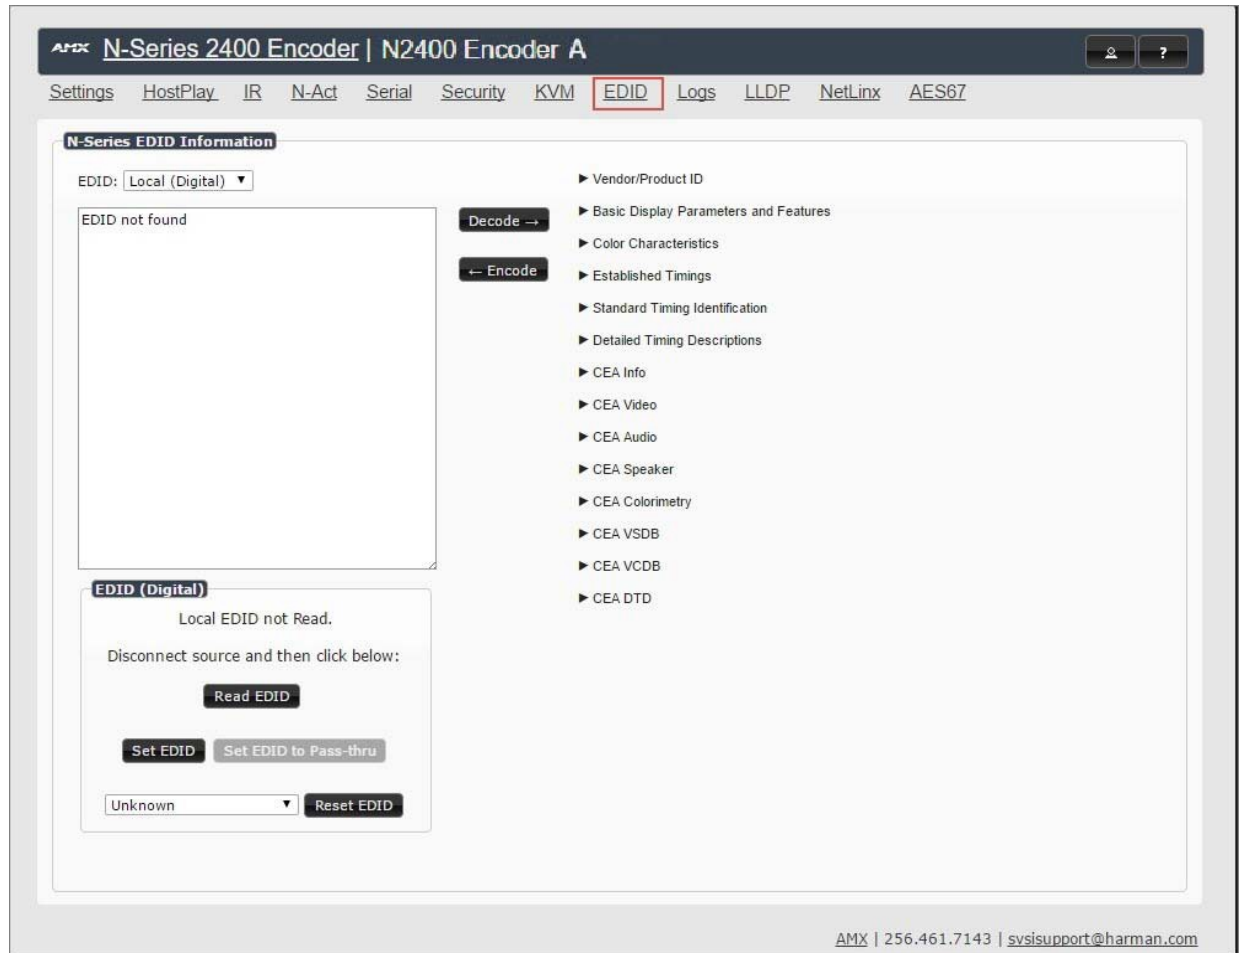 AMX N-Series 2400 Encoder | N2400 Encoder A
?
Settings HostPlay IR N-Act Serial Security KVM EDID Logs LLDP NetLinx AES67
N-Series EDID Information
EDID: Local (Digital) ▼
EDID not found
Decode →
← Encode
► Vendor/Product ID
► Basic Display Parameters and Features
► Color Characteristics
► Established Timings
► Standard Timing Identification
► Detailed Timing Descriptions
► CEA Info
► CEA Video
► CEA Audio
► CEA Speaker
► CEA Colorimetry
► CEA VSDB
► CEA VCDB
► CEA DTD
EDID (Digital)
Local EDID not Read.
Disconnect source and then click below:
Read EDID
Set EDID Set EDID to Pass-thru
Unknown ▼ Reset EDID
AMX | 256.461.7143 | svsisupport@harman.com